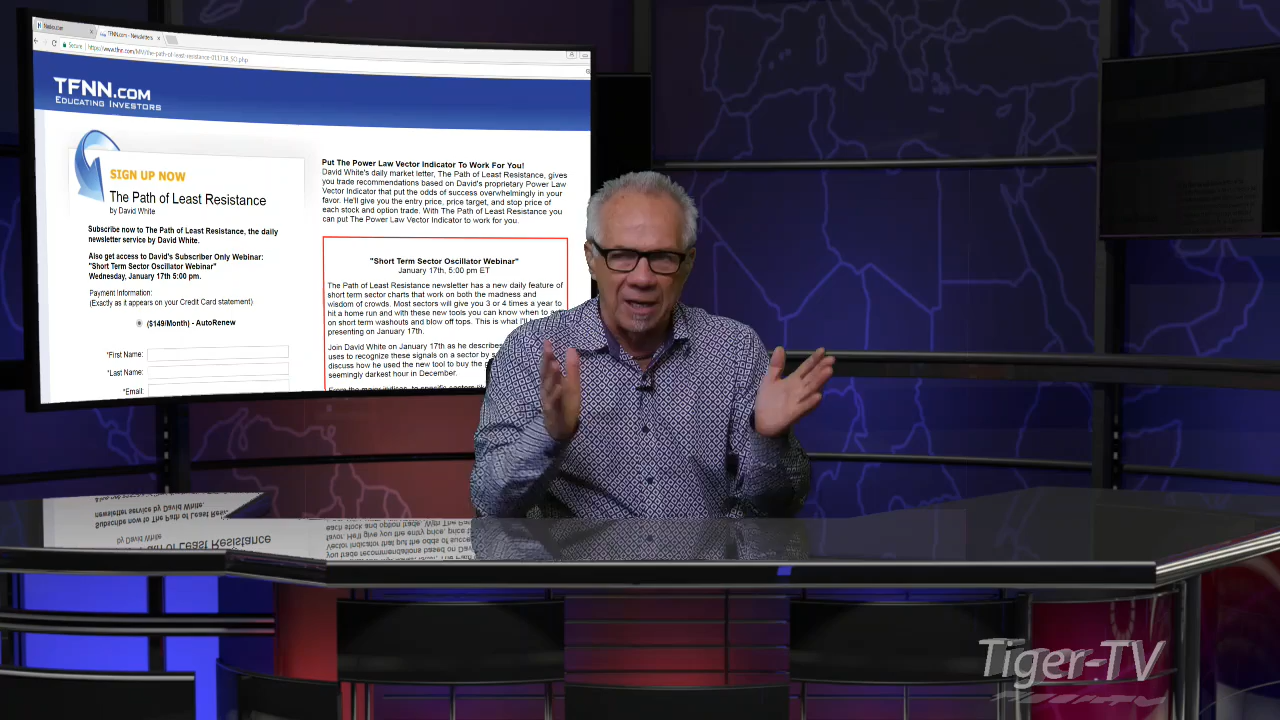 TFNN.com - Newsletters
Secure
TFNN.COM
EDUCATING INVESTORS
SIGN UP NOW
The Path of Least Resistance
by David White
Subscribe now to The Path of Least Resistance, the daily
newsletter service by David White.
Also get access to David's Subscriber Only Webinar:
"Short Term Sector Oscillator Webinar"
Wednesday, January 17th 5:00 pm.
Payment Information:
(Exactly as it appears on your Credit Card statement)
($149/Month) - AutoRenew
*First Name:
*Last Name:
*Email:
Put The Power Law Vector Indicator To Work For You!
David White's daily market letter, The Path of Least Resistance, gives
you trade recommendations based on David's proprietary Power Law
Vector Indicator that put the odds of success overwhelmingly in your
favor. He'll give you the entry price, price target, and stop price of
each stock and option trade. With The Path of Least Resistance you
can put The Power Law Vector Indicator to work for you.
"Short Term Sector Oscillator Webinar"
January 17th, 5:00 pm ET
The Path of Least Resistance newsletter has a new daily feature of
short term sector charts that work on both the madness and
wisdom of crowds. Most sectors will give you 3 or 4 times a year to
hit a home run and with these new tools you can know when to
on short term washouts and blow off tops. This is what
presenting on January 17th.
Join David White on January 17th as he describes
uses to recognize these signals on a sector by
discuss how he used the new tool to buy the
seemingly darkest hour in December.
From the major indices, to specific sectors
Tiger-TV